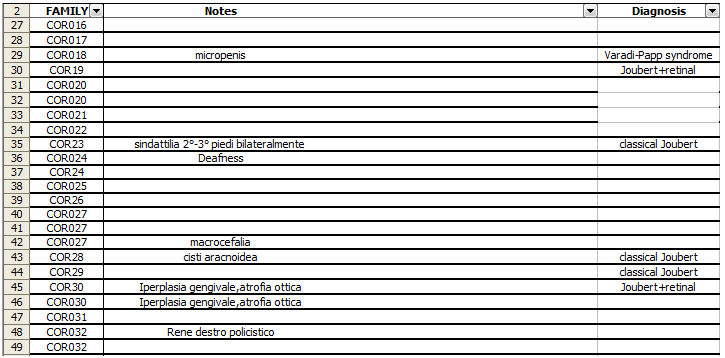 2 FAMILY Notes Diagnosis
27 COR016
28 COR017
29 COR018 micropenis Varadi-Papp syndrome
30 COR19 Joubert+retinal
31 COR020
32 COR020
33 COR021
34 COR022
35 COR23 sindattilia 2°-3° piedi bilateralmente classical Joubert
36 COR024 Deafness
37 COR24
38 COR025
39 COR26
40 COR027
41 COR027
42 COR027 macrocefalia
43 COR28 cisti aracnoidea classical Joubert
44 COR29 classical Joubert
45 COR30 Iperplasia gengivale,atrofia ottica Joubert+retinal
46 COR030 Iperplasia gengivale,atrofia ottica
47 COR031
48 COR032 Rene destro policistico
49 COR032